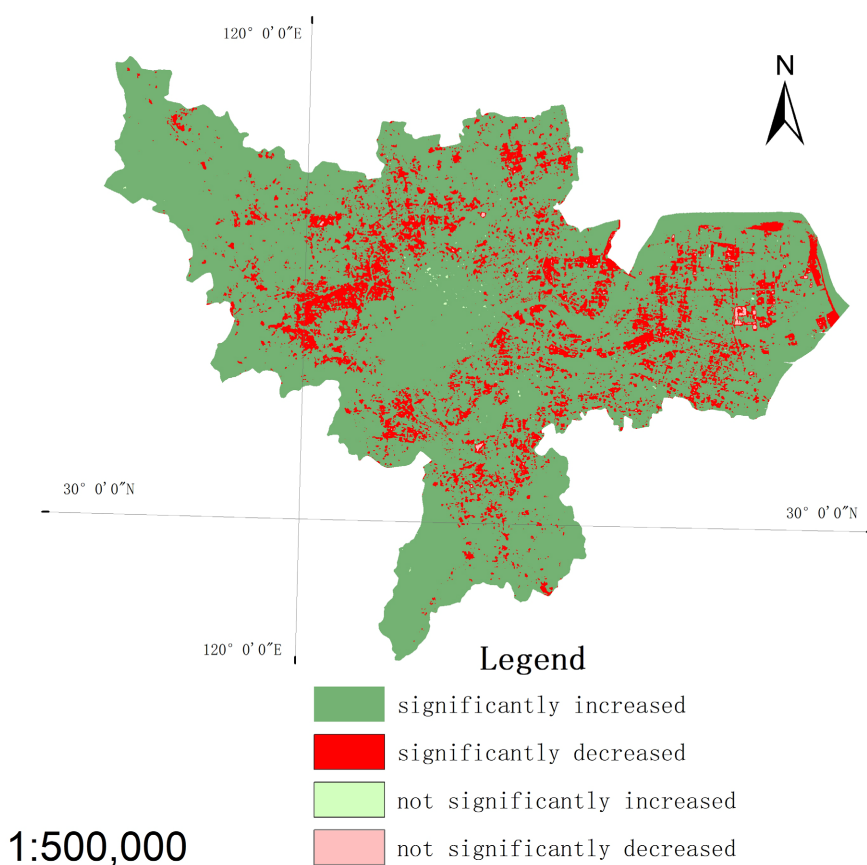 120° 0'0"E
N
30° 0'0"N
30° 0'0"N
120° 0'0"E
Legend
significantly increased
significantly decreased
not significantly increased
not significantly decreased
1:500,000